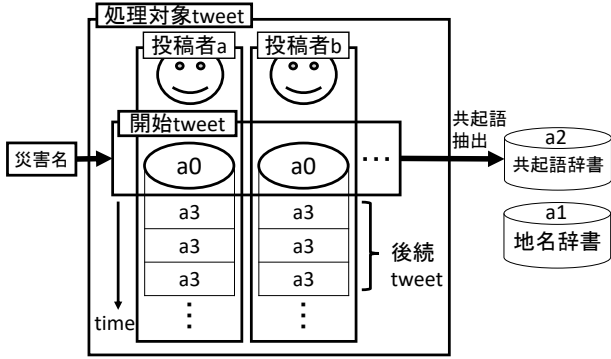 処理対象tweet
投稿者a
投稿者b
開始tweet
災害名
a0
a0
…
共起語
抽出
a2
共起語辞書
a1
地名辞書
a3
a3
a3
a3
a3
a3
後続
tweet
time
⋮
⋮